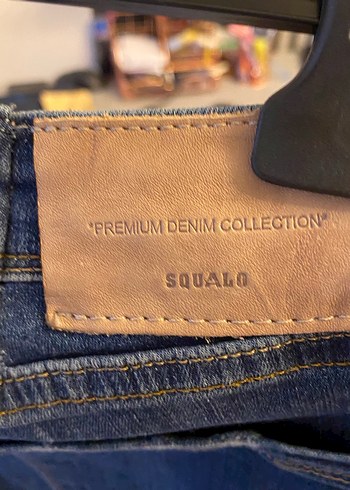 "PREMIUM DENIM COLLECTION"
SQUALO